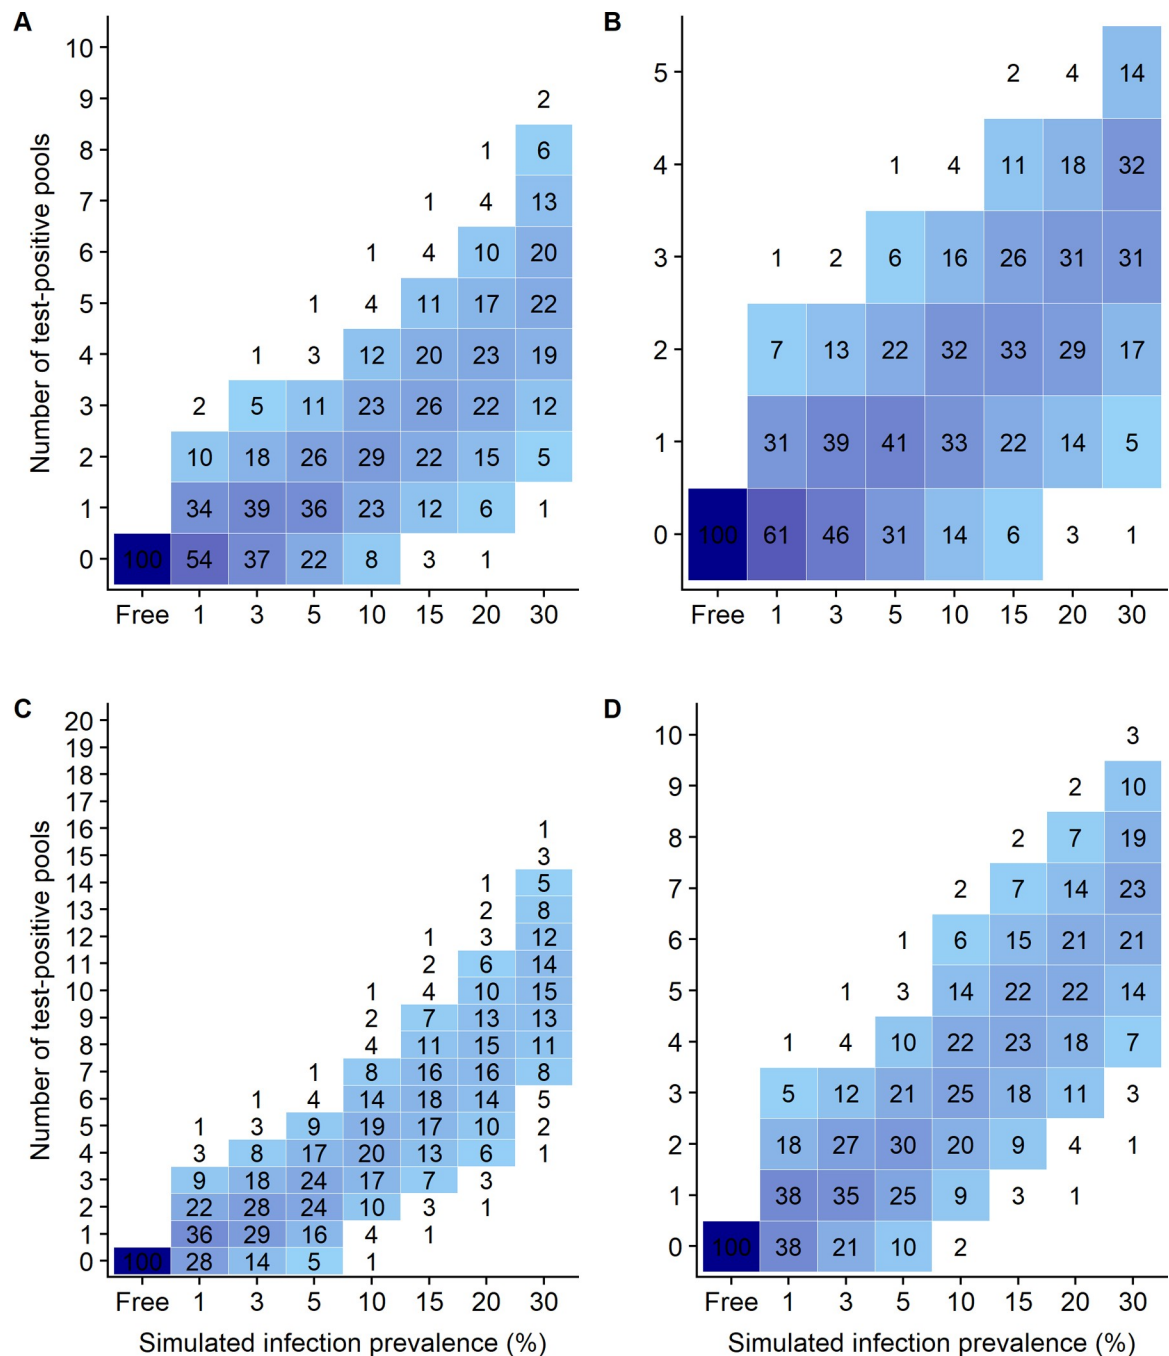 A
Number of test-positive pools
10
9 2
8 1 6
7 1 4 13
6 1 4 10 20
5 1 4 11 17 22
4 1 3 12 20 23 19
3 2 5 11 23 26 22 12
2 10 18 26 29 22 15 5
1 34 39 36 23 12 6 1
0 100 54 37 22 8 3 1
Free 1 3 5 10 15 20 30
B
5 2 4 14
4 1 4 11 18 32
3 1 2 6 16 26 31 31
2 7 13 22 32 33 29 17
1 31 39 41 33 22 14 5
0 100 61 46 31 14 6 3 1
Free 1 3 5 10 15 20 30
C
Number of test-positive pools
20
19
18
17
16 1
15 3
14 1 5
13 2 8
12 1 3 12
11 2 6 14
10 1 4 10 15
9 2 7 13 13
8 4 11 15 11
7 1 8 16 16 8
6 1 4 14 18 14 5
5 1 3 9 19 17 10 2
4 3 8 17 20 13 6 1
3 9 18 24 17 7 3
2 22 28 24 10 3 1
1 36 29 16 4 1
0 100 28 14 5 1
Free 1 3 5 10 15 20 30
Simulated infection prevalence (%)
D
10 3
9 2 10
8 2 7 19
7 2 7 14 23
6 1 6 15 21 21
5 1 3 14 22 22 14
4 1 4 10 22 23 18 7
3 5 12 21 25 18 11 3
2 18 27 30 20 9 4 1
1 38 35 25 9 3 1
0 100 38 21 10 2
Free 1 3 5 10 15 20 30
Simulated infection prevalence (%)